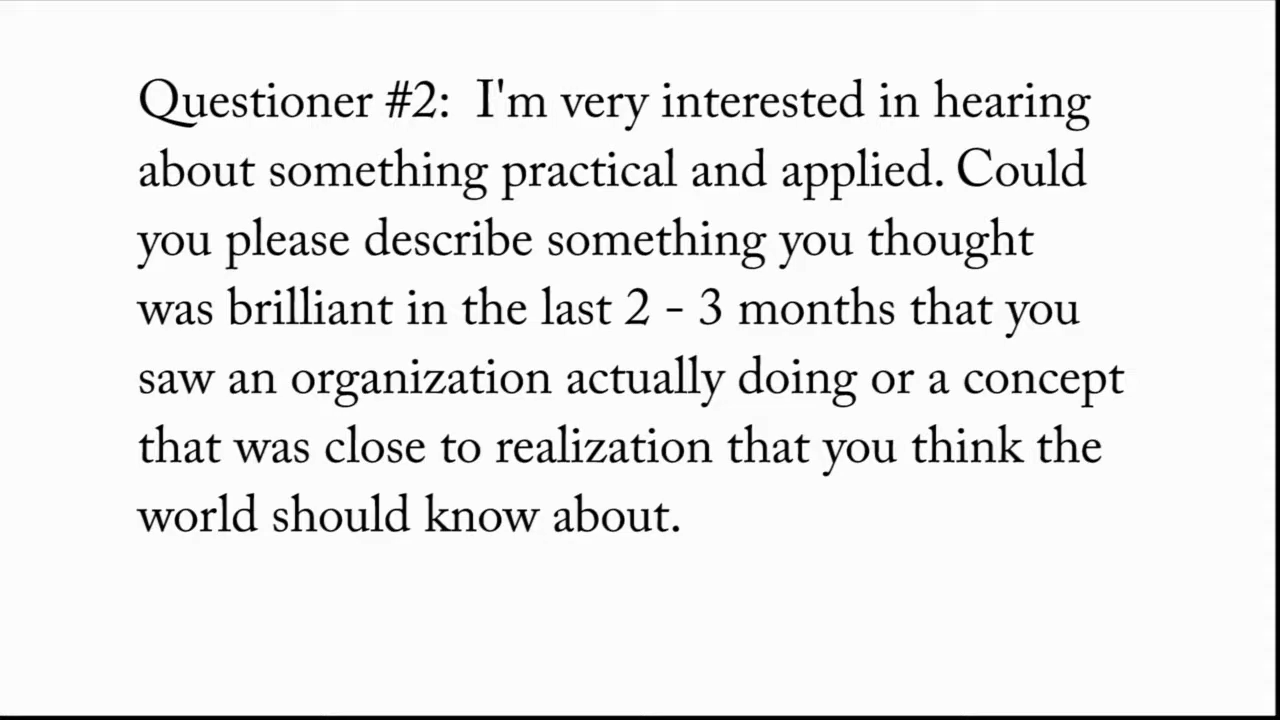 Questioner #2:  I'm very interested in hearing
about something practical and applied. Could
you please describe something you thought
was brilliant in the last 2 - 3 months that you
saw an organization actually doing or a concept
that was close to realization that you think the
world should know about.